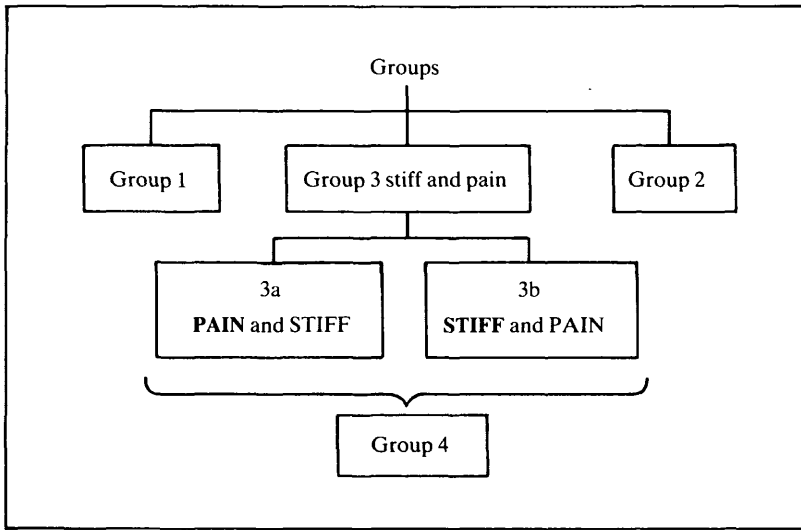 Groups
Group 1
Group 3 stiff and pain
Group 2
3a
PAIN and STIFF
3b
STIFF and PAIN
Group 4